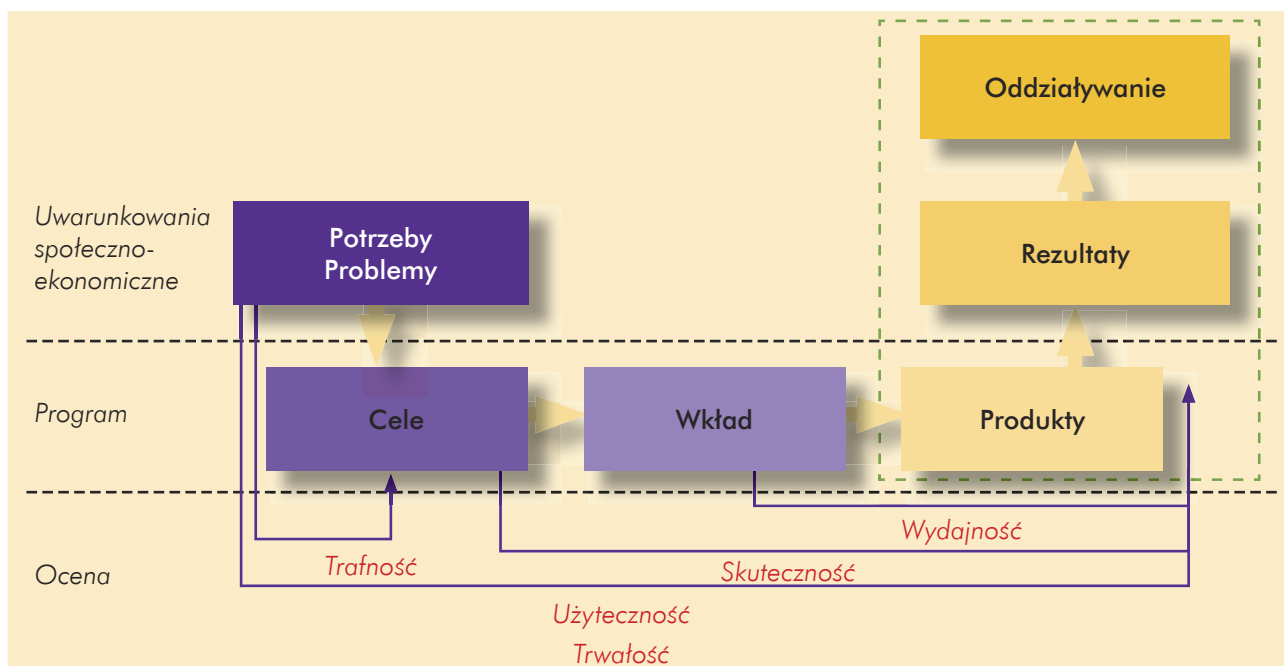 Oddziaływanie
Uwarunkowania
społeczno-
ekonomiczne
Potrzeby
Problemy
Rezultaty
Program
Cele
Wkład
Produkty
Wydajność
Trafność
Skuteczność
Ocena
Użyteczność
Trwałość